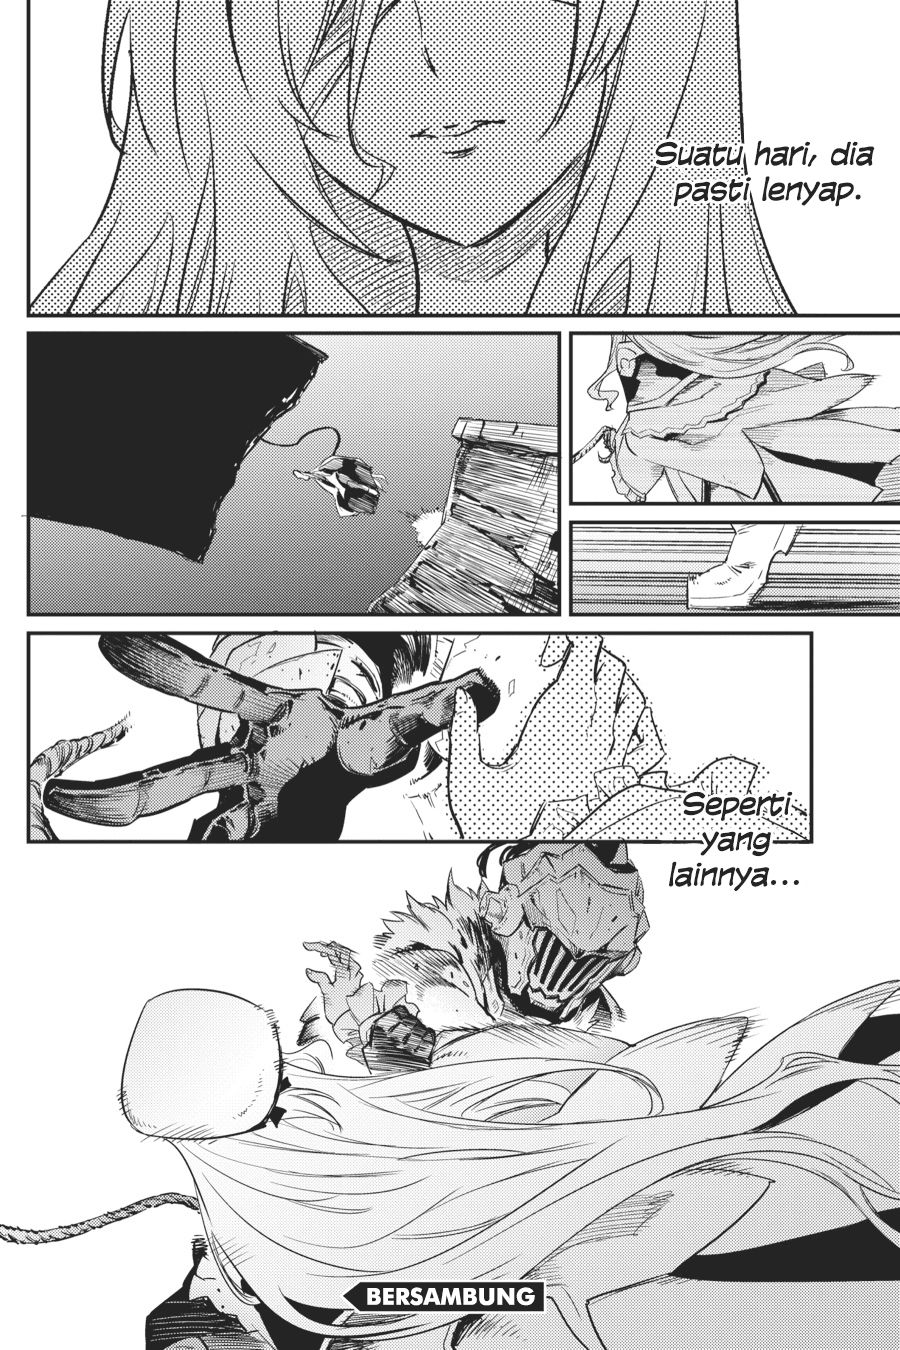 Suatu hari, dia
pasti lenyap.
Seperti
yang
lainnya...
BERSAMBUNG